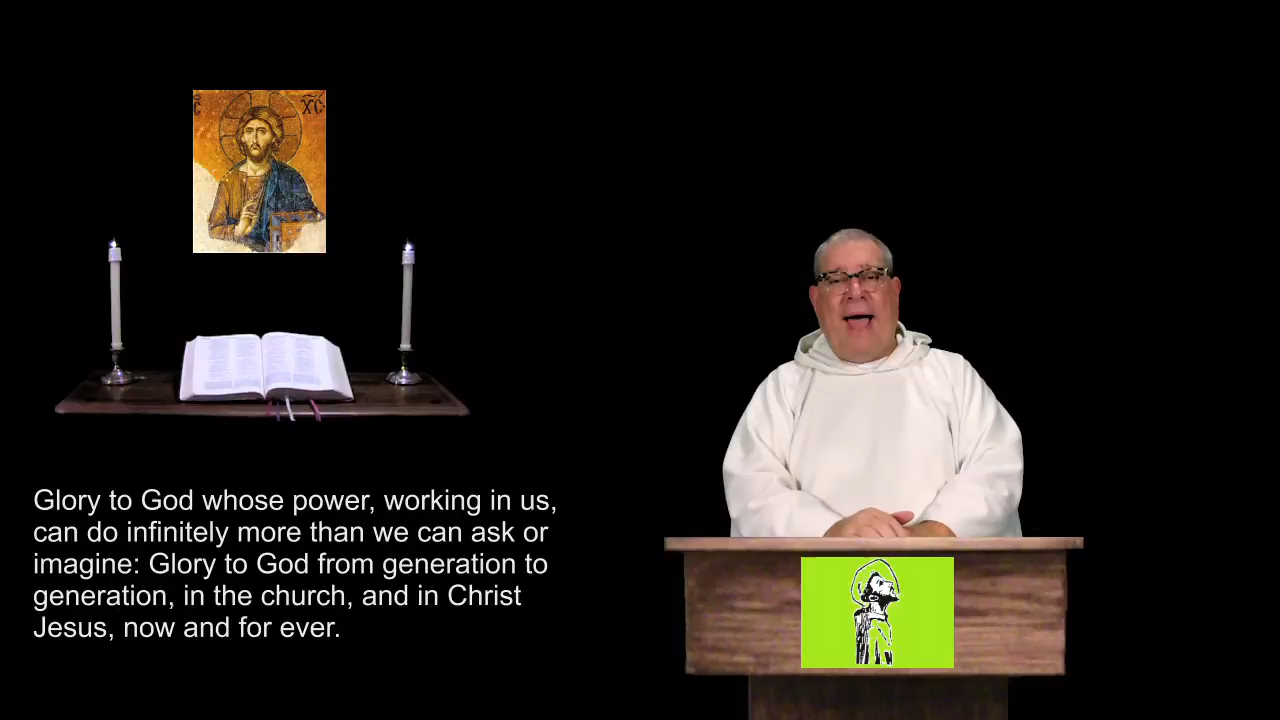 C XC
Glory to God whose power, working in us,
can do infinitely more than we can ask or
imagine: Glory to God from generation to
generation, in the church, and in Christ
Jesus, now and for ever.